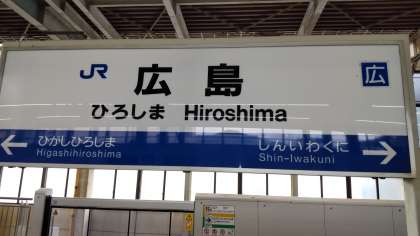 JR 広島 広
ひろしま Hiroshima
ひがしひろしま しんいわくに
Higashihiroshima Shin-Iwakuni